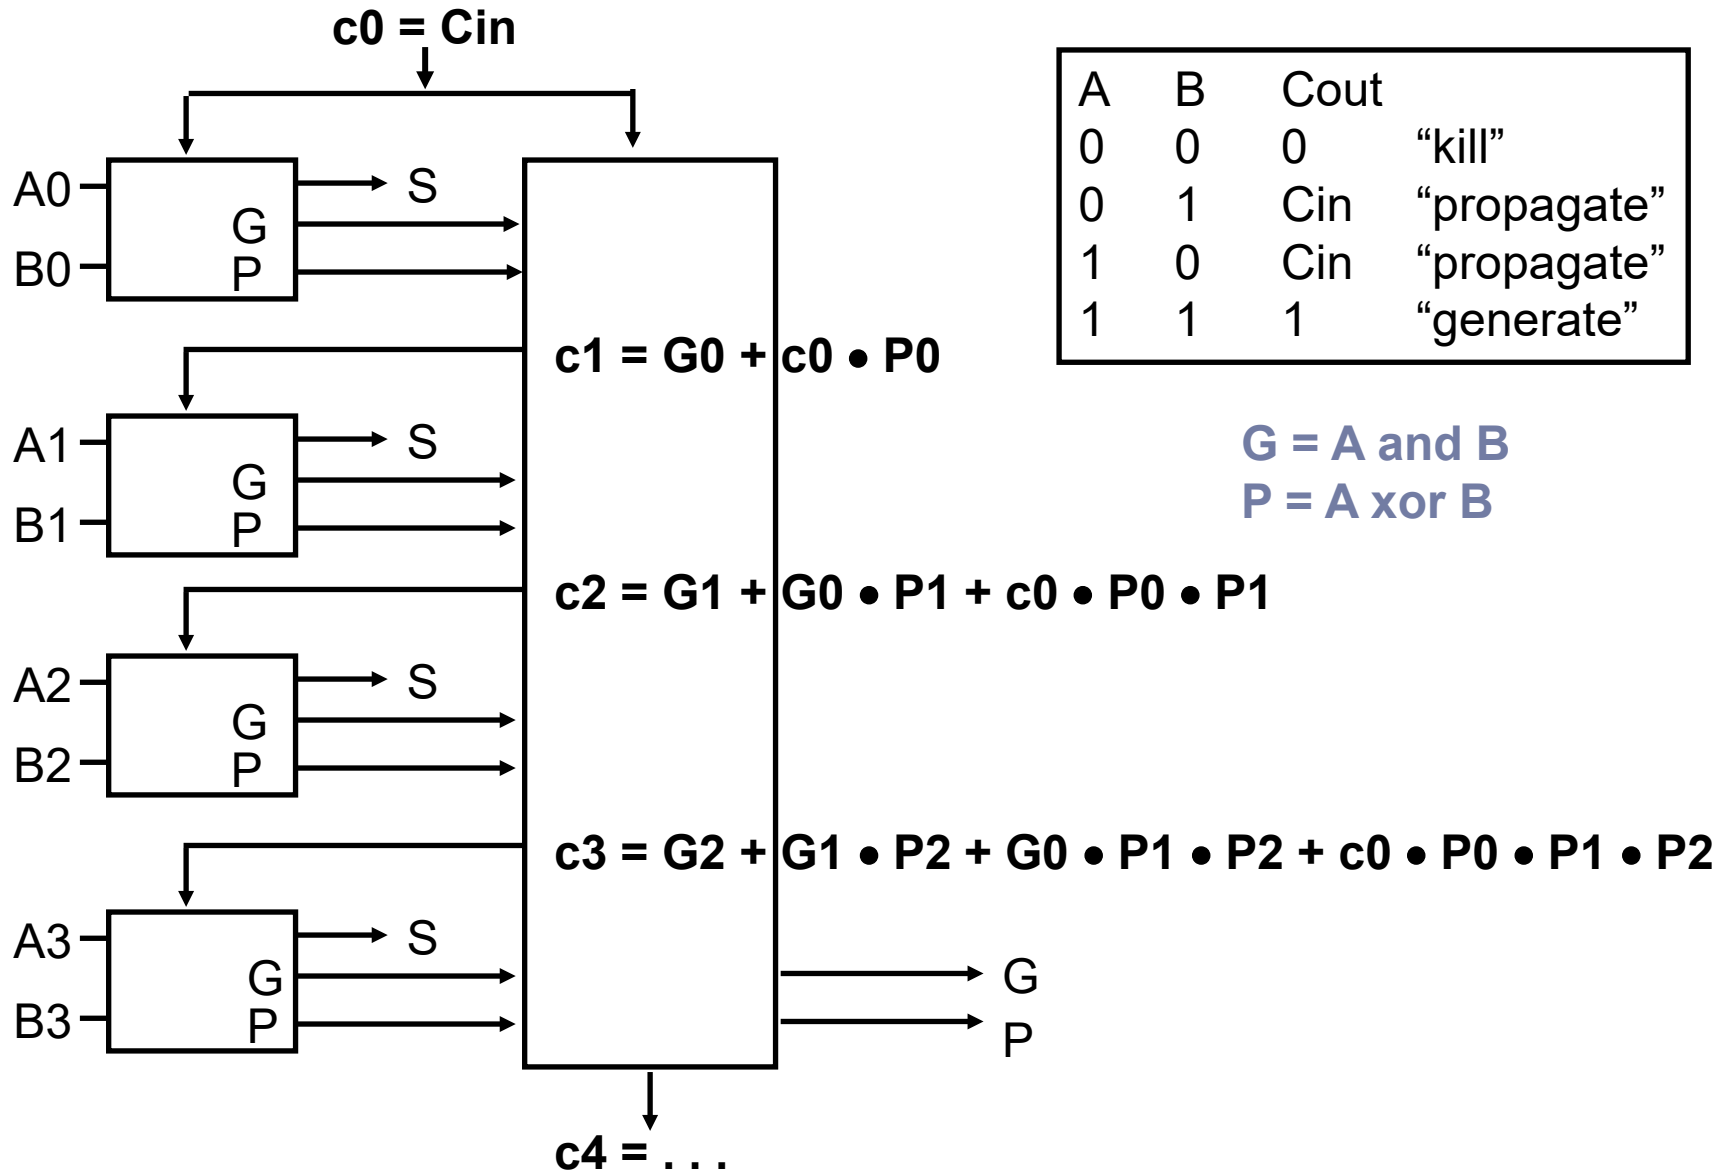 c0 = Cin
A B Cout
0 0 0 “kill”
0 1 Cin “propagate”
1 0 Cin “propagate”
1 1 1 “generate”
A0
S
G
B0
P
c1 = G0 + c0 • P0
G = A and B
P = A xor B
A1
S
G
B1
P
c2 = G1 + G0 • P1 + c0 • P0 • P1
A2
S
G
B2
P
c3 = G2 + G1 • P2 + G0 • P1 • P2 + c0 • P0 • P1 • P2
A3
S
G
B3
P
G
P
c4 = . . .